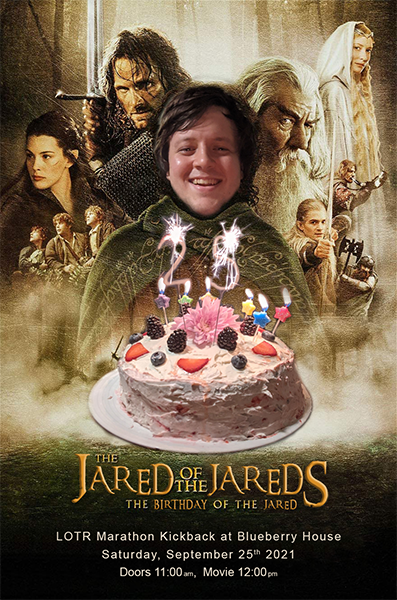 23
THE
JARED OF THE JAREDS
THE BIRTHDAY OF THE JARED
LOTR Marathon Kickback at Blueberry House
Saturday, September 25th 2021
Doors 11:00am, Movie 12:00pm